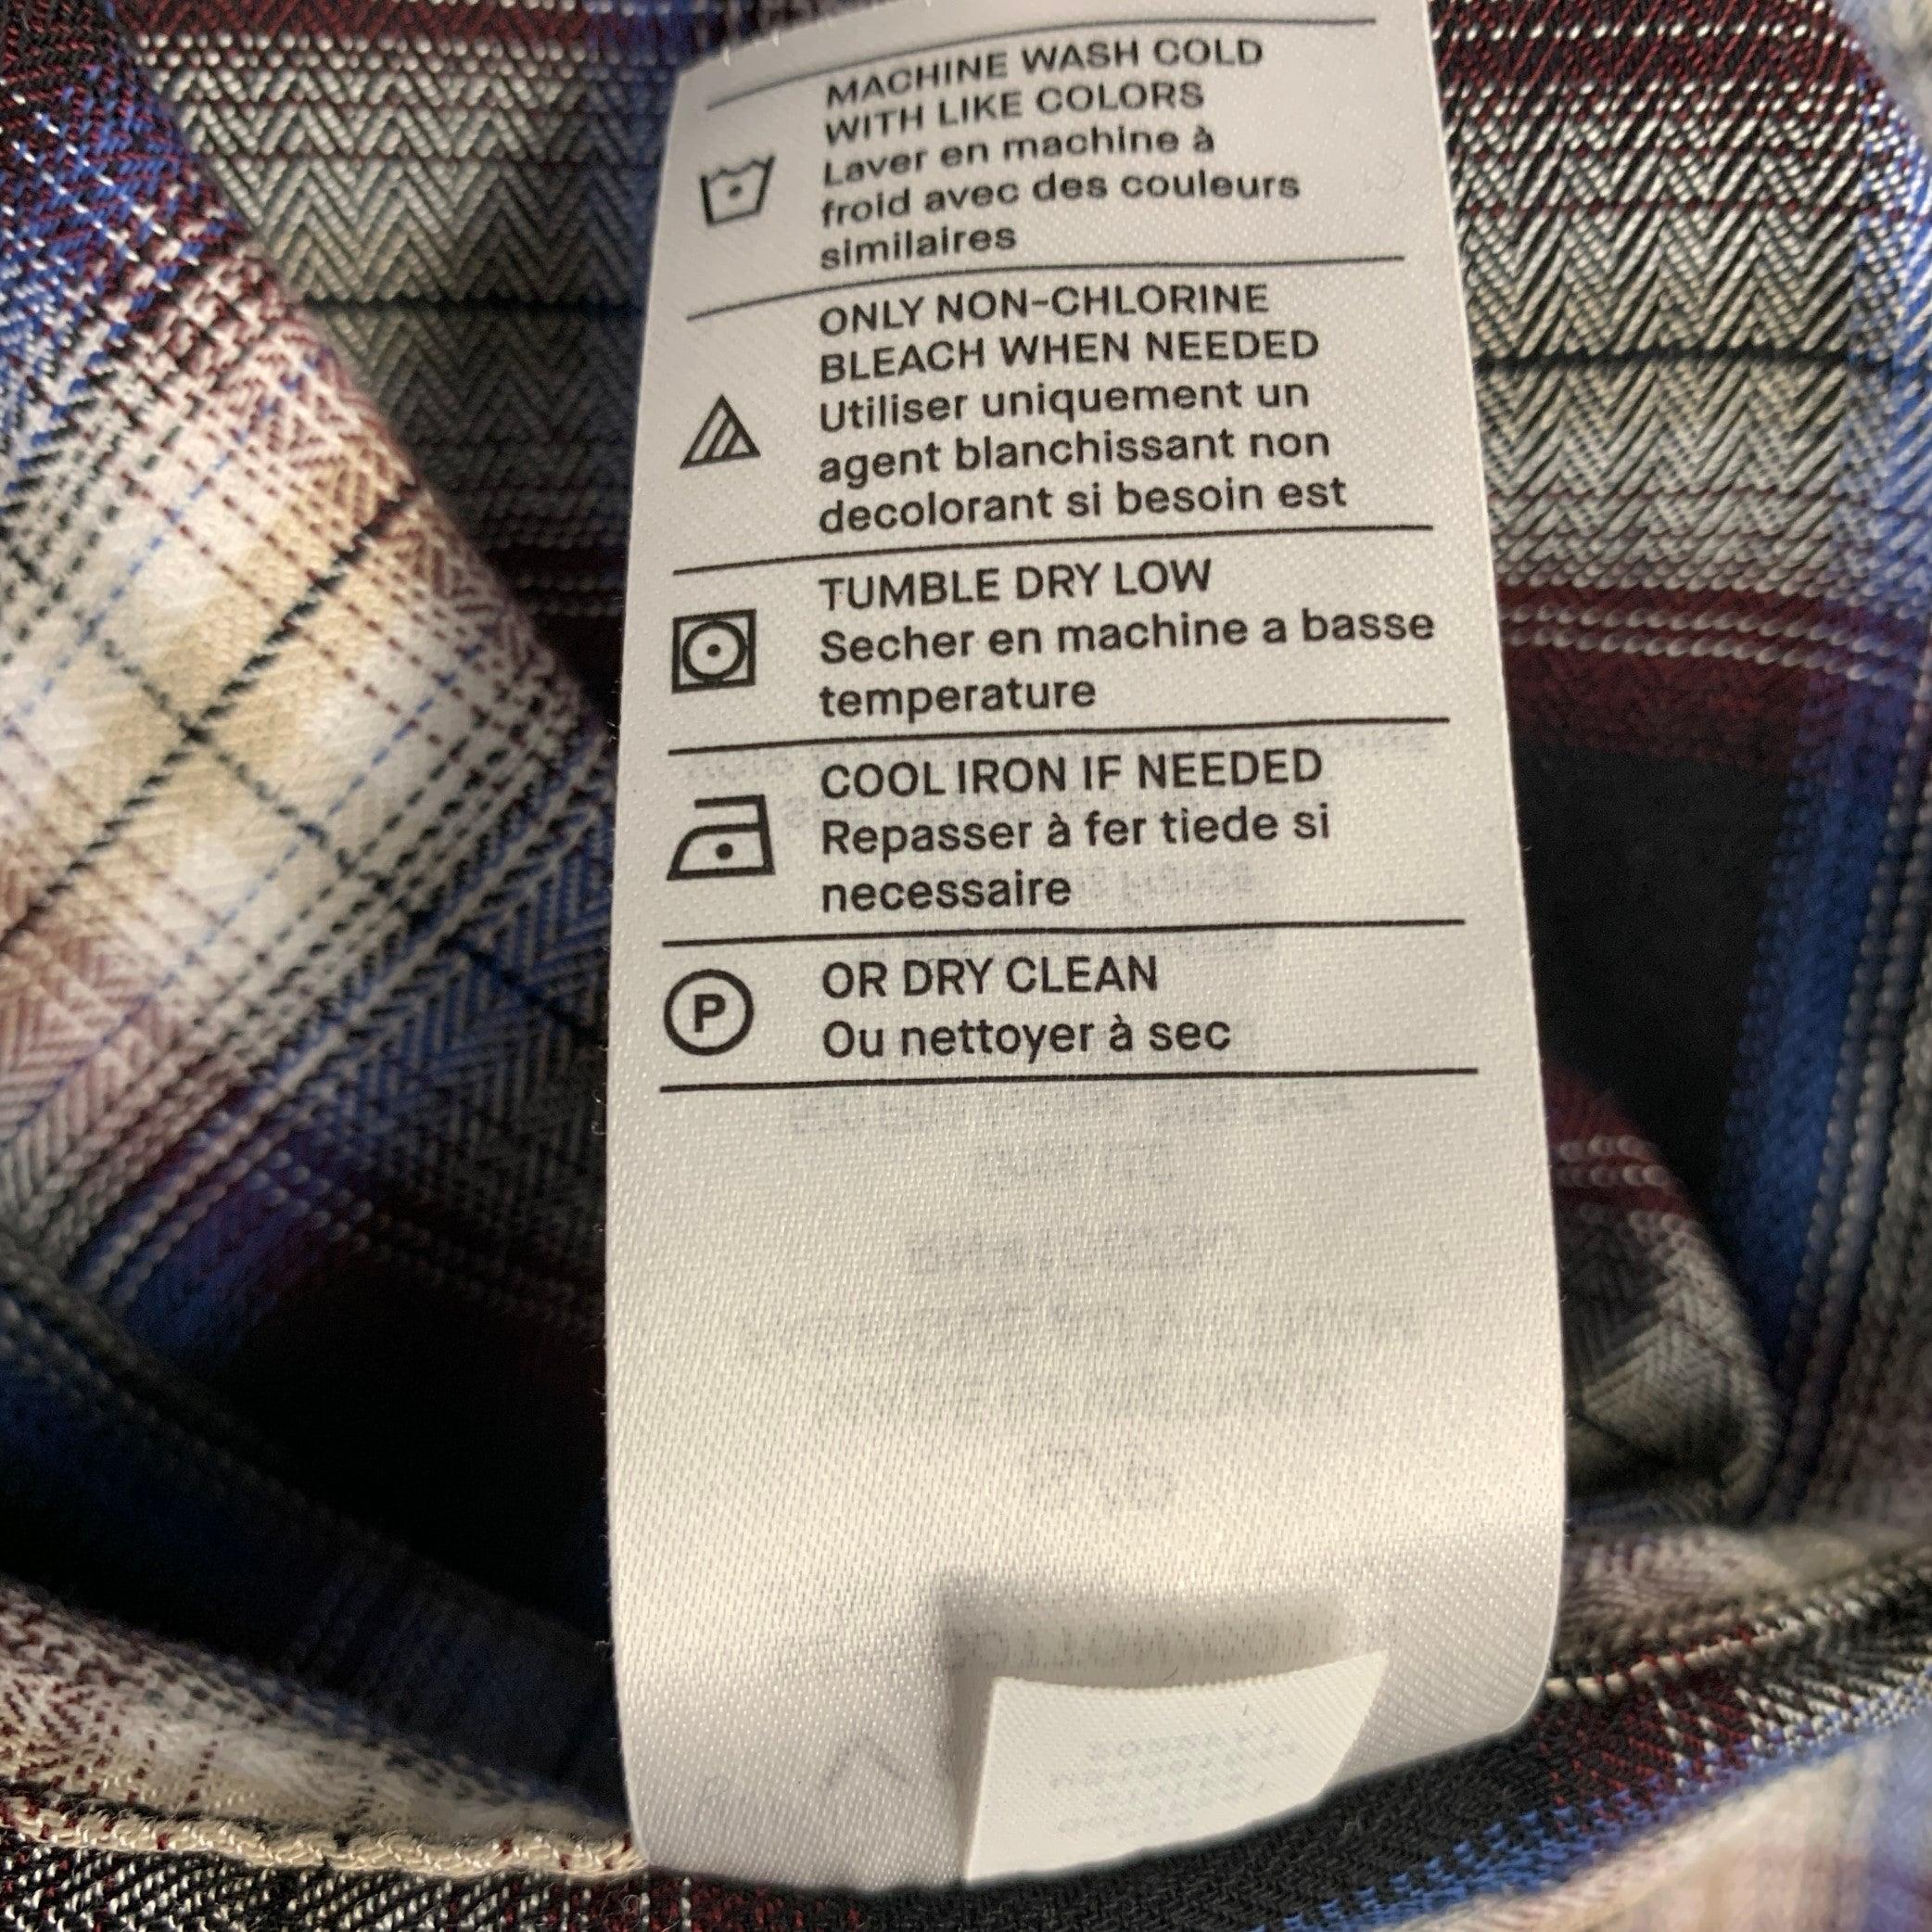 MACHINE WASH COLD
WITH LIKE COLORS
Laver en machine à
froid avec des couleurs
similaires
ONLY NON-CHLORINE
BLEACH WHEN NEEDED
Utiliser uniquement un
agent blanchissant non
decolorant si besoin est
TUMBLE DRY LOW
Secher en machine a basse
temperature
COOL IRON IF NEEDED
Repasser à fer tiede si
necessaire
P
OR DRY CLEAN
Ou nettoyer à sec